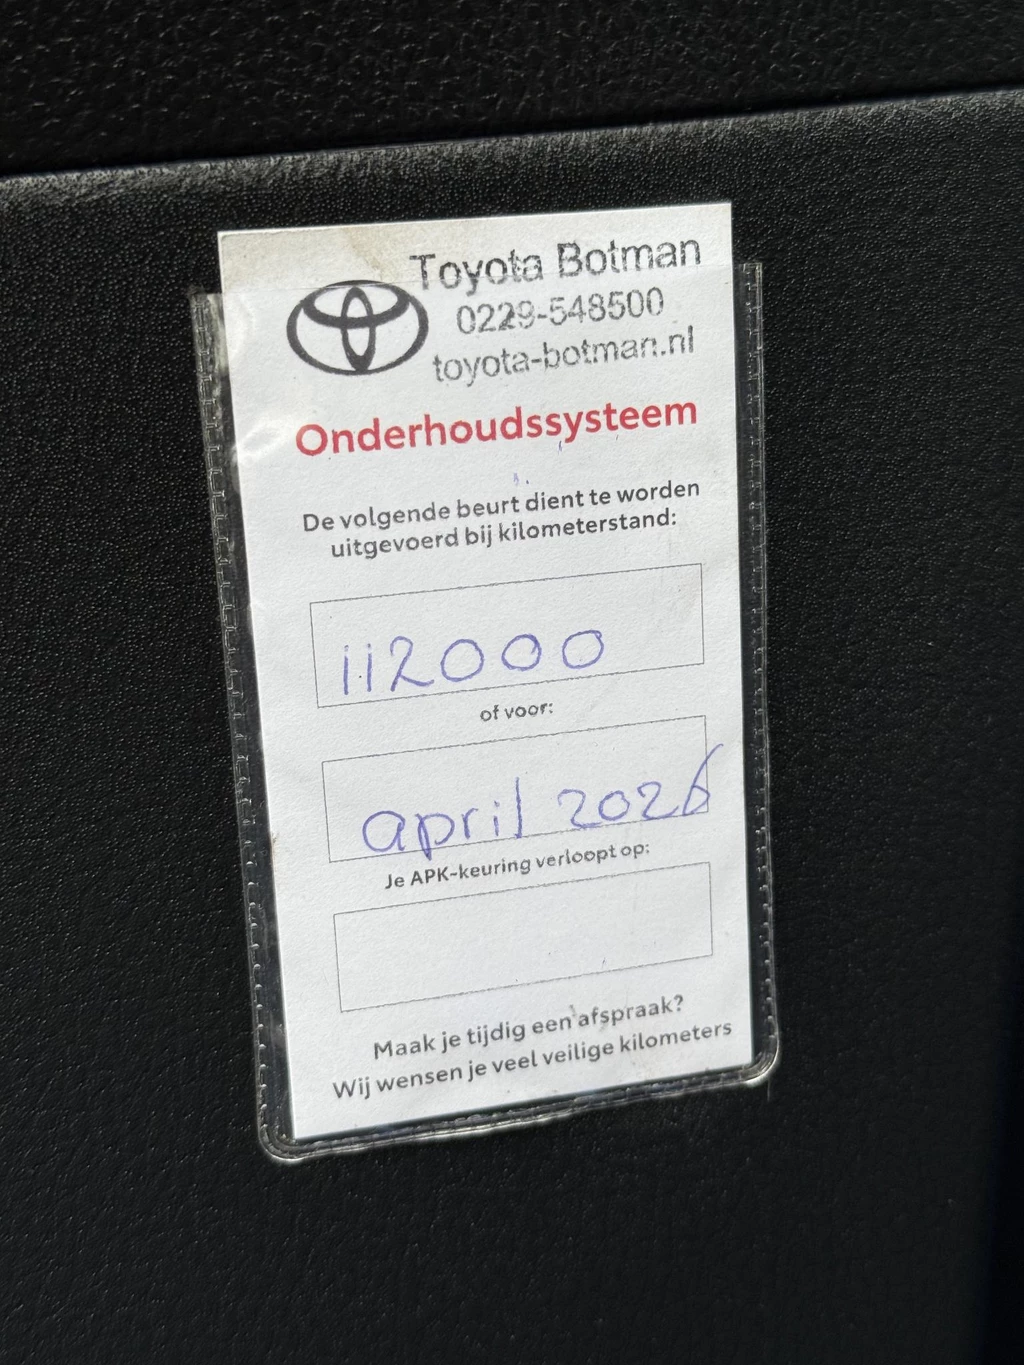 Toyota Botman
0229-548500
toyota-botman.nl
Onderhoudssysteem
De volgende beurt dient te worden
uitgevoerd bij kilometerstand:
112000
of voor:
april 2026
Je APK-keuring verloopt op:
Maak je tijdig een afspraak?
Wij wensen je veel veilige kilometers